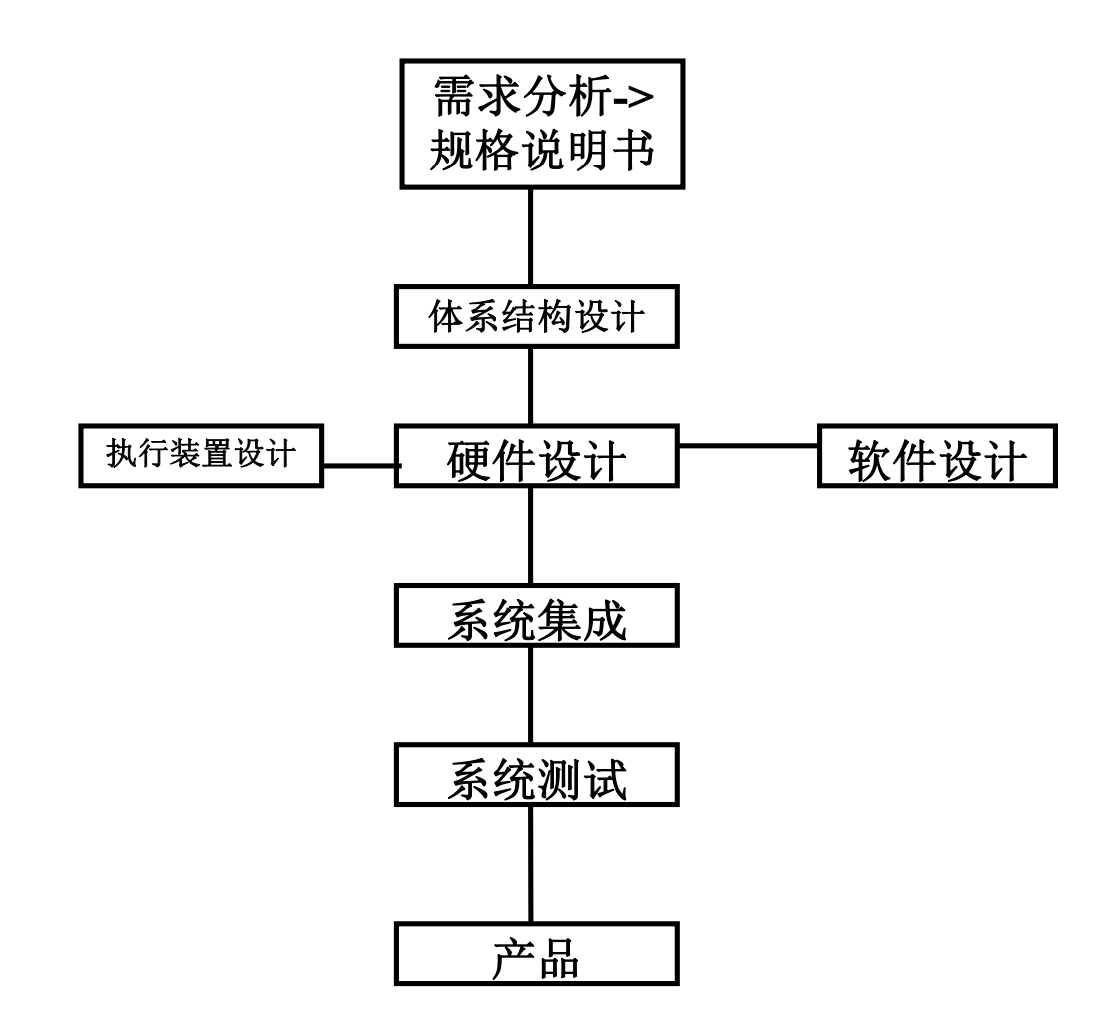 需求分析->
规格说明书
体系结构设计
执行装置设计
硬件设计
软件设计
系统集成
系统测试
产品